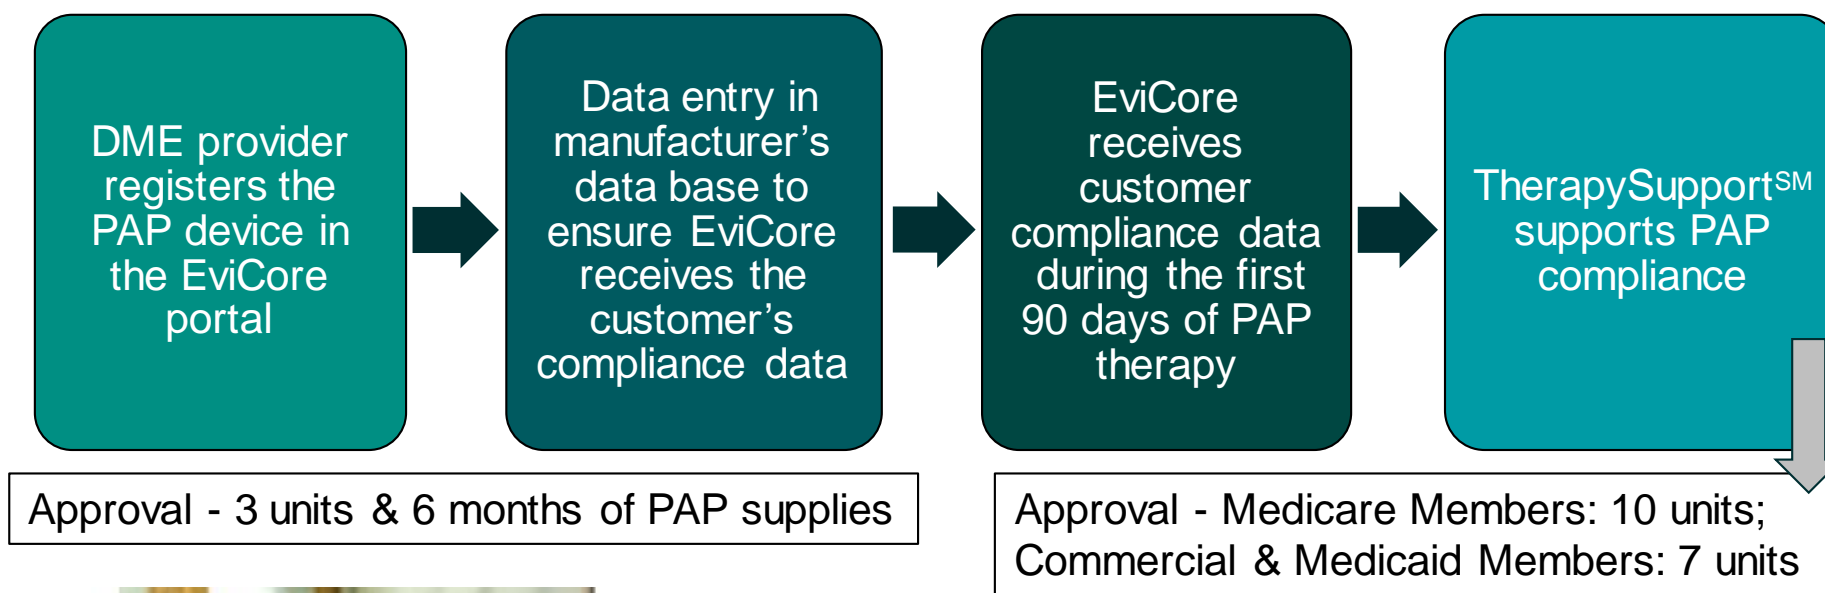 DME provider
registers the
PAP device in
the EviCore
portal
Data entry in
manufacturer’s
data base to
ensure EviCore
receives the
customer’s
compliance data
EviCore
receives
customer
compliance data
during the first
90 days of PAP
therapy
TherapySupport℠
supports PAP
compliance
Approval - 3 units & 6 months of PAP supplies
Approval - Medicare Members: 10 units;
Commercial & Medicaid Members: 7 units